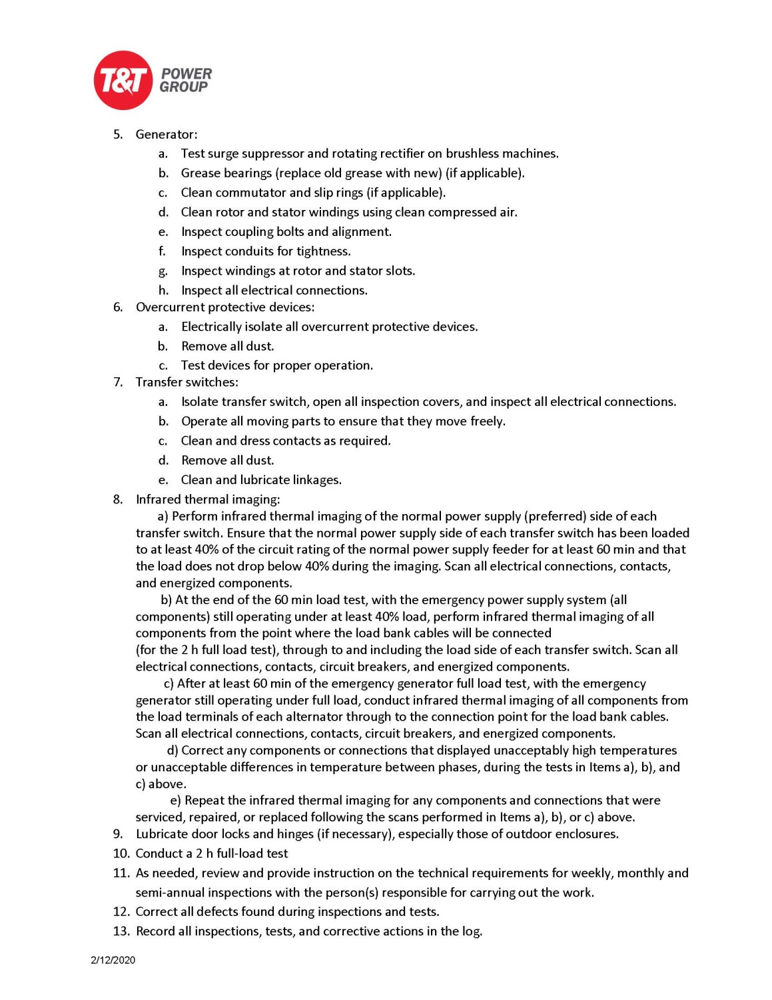 T&T POWER
GROUP
5. Generator:
a. Test surge suppressor and rotating rectifier on brushless machines.
b. Grease bearings (replace old grease with new) (if applicable).
c. Clean commutator and slip rings (if applicable).
d. Clean rotor and stator windings using clean compressed air.
e. Inspect coupling bolts and alignment.
f. Inspect conduits for tightness.
g. Inspect windings at rotor and stator slots.
h. Inspect all electrical connections.
6. Overcurrent protective devices:
a. Electrically isolate all overcurrent protective devices.
b. Remove all dust.
c. Test devices for proper operation.
7. Transfer switches:
a. Isolate transfer switch, open all inspection covers, and inspect all electrical connections.
b. Operate all moving parts to ensure that they move freely.
c. Clean and dress contacts as required.
d. Remove all dust.
e. Clean and lubricate linkages.
8. Infrared thermal imaging:
a) Perform infrared thermal imaging of the normal power supply (preferred) side of each
transfer switch. Ensure that the normal power supply side of each transfer switch has been loaded
to at least 40% of the circuit rating of the normal power supply feeder for at least 60 min and that
the load does not drop below 40% during the imaging. Scan all electrical connections, contacts,
and energized components.
b) At the end of the 60 min load test, with the emergency power supply system (all
components) still operating under at least 40% load, perform infrared thermal imaging of all
components from the point where the load bank cables will be connected
(for the 2 h full load test), through to and including the load side of each transfer switch. Scan all
electrical connections, contacts, circuit breakers, and energized components.
c) After at least 60 min of the emergency generator full load test, with the emergency
generator still operating under full load, conduct infrared thermal imaging of all components from
the load terminals of each alternator through to the connection point for the load bank cables.
Scan all electrical connections, contacts, circuit breakers, and energized components.
d) Correct any components or connections that displayed unacceptably high temperatures
or unacceptable differences in temperature between phases, during the tests in Items a), b), and
c) above.
e) Repeat the infrared thermal imaging for any components and connections that were
serviced, repaired, or replaced following the scans performed in Items a), b), or c) above.
9. Lubricate door locks and hinges (if necessary), especially those of outdoor enclosures.
10. Conduct a 2 h full-load test
11. As needed, review and provide instruction on the technical requirements for weekly, monthly and
semi-annual inspections with the person(s) responsible for carrying out the work.
12. Correct all defects found during inspections and tests.
13. Record all inspections, tests, and corrective actions in the log.
2/12/2020